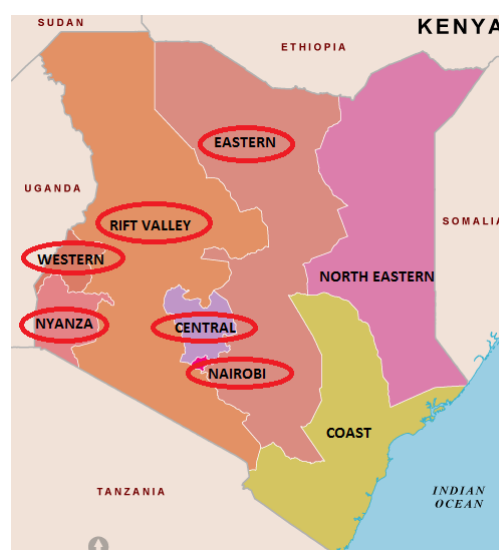 SUDAN
KENYA
ETHIOPIA
EASTERN
UGANDA
RIFT VALLEY
SOMALIA
WESTERN
NORTH EASTERN
NYANZA
CENTRAL
NAIROBI
COAST
TANZANIA
INDIAN
OCEAN